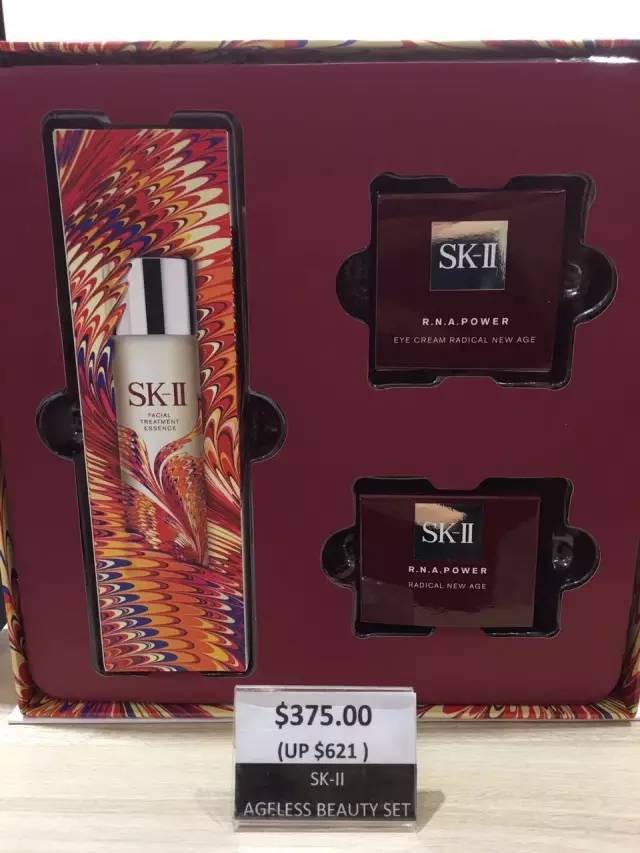 SK-II
FACIAL
TREATMENT
ESSENCE
SK-II
R.N.A.POWER
EYE CREAM RADICAL NEW AGE
SK-II
R.N.A.POWER
RADICAL NEW AGE
$375.00
(UP $621 )
SK-II
AGELESS BEAUTY SET